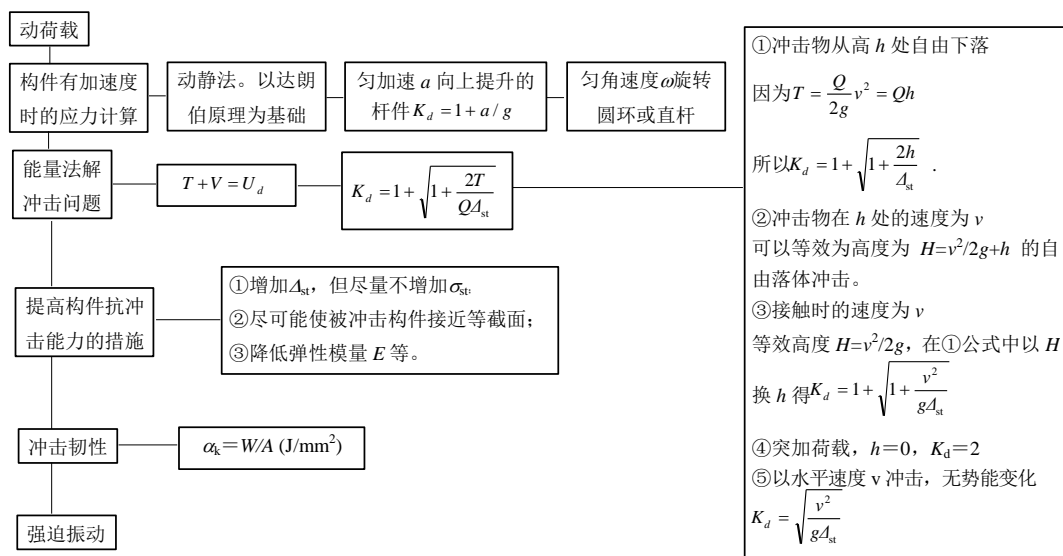 动荷载
构件有加速度
时的应力计算
动静法。以达朗
伯原理为基础
匀加速 a 向上提升的
杆件 K_d = 1 + a / g
匀角速度ω旋转
圆环或直杆
能量法解
冲击问题
T + V = U_d
K_d = 1 + √(1 + 2T/(QΔ_st))
提高构件抗冲
击能力的措施
①增加Δ_st，但尽量不增加σ_st;
②尽可能使被冲击构件接近等截面；
③降低弹性模量 E 等。
冲击韧性
α_k＝W/A (J/mm²)
强迫振动
①冲击物从高 h 处自由下落
因为 T = (Q/2g)v² = Qh
所以 K_d = 1 + √(1 + 2h/Δ_st) .
②冲击物在 h 处的速度为 v
可以等效为高度为 H=v²/2g+h 的自
由落体冲击。
③接触时的速度为 v
等效高度 H=v²/2g，在①公式中以 H
换 h 得 K_d = 1 + √(1 + v²/(gΔ_st))
④突加荷载，h＝0，K_d＝2
⑤以水平速度 v 冲击，无势能变化
K_d = √(v²/(gΔ_st))